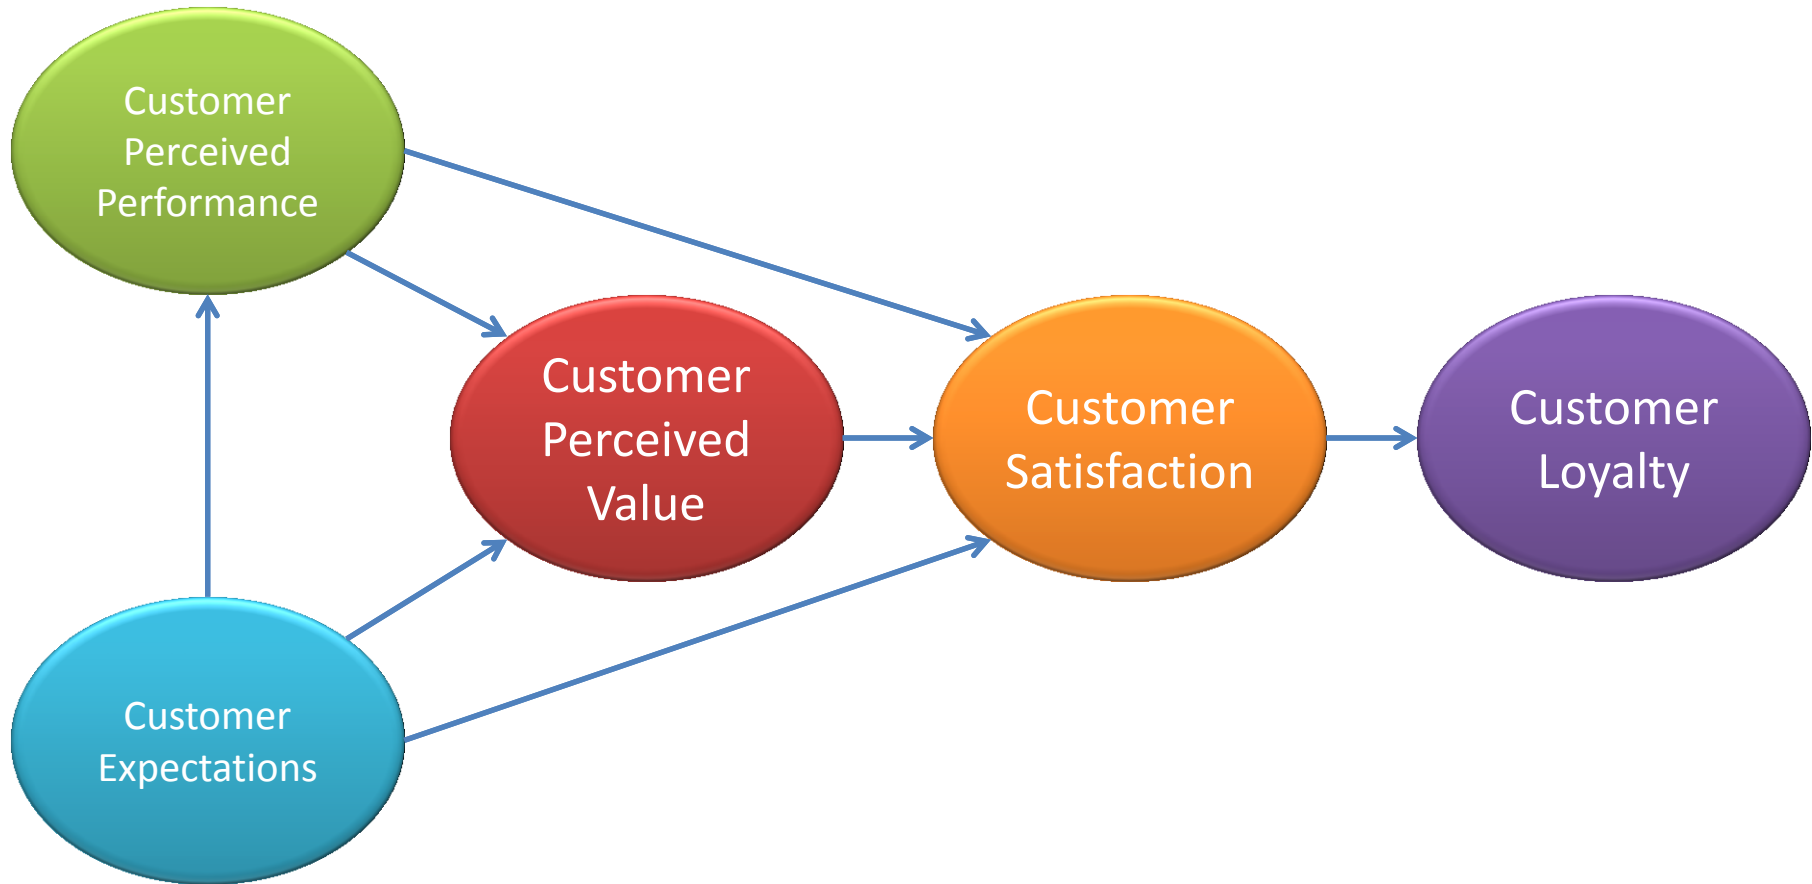 Customer
Perceived
Performance
Customer
Perceived
Value
Customer
Satisfaction
Customer
Loyalty
Customer
Expectations